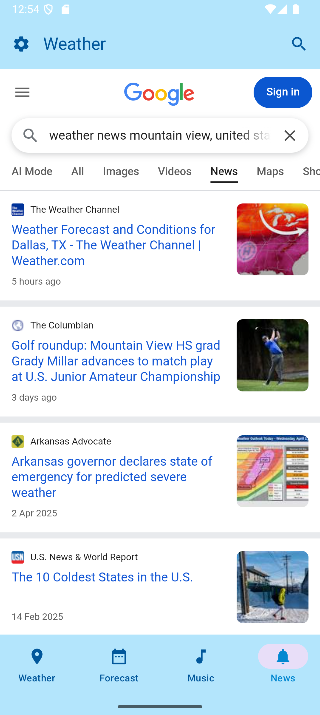 12:54
Weather
Google
Sign in
weather news mountain view, united sta
AI Mode All Images Videos News Maps Sho
The Weather Channel
Weather Forecast and Conditions for
Dallas, TX - The Weather Channel |
Weather.com
5 hours ago
The Columbian
Golf roundup: Mountain View HS grad
Grady Millar advances to match play
at U.S. Junior Amateur Championship
3 days ago
Arkansas Advocate
Arkansas governor declares state of
emergency for predicted severe
weather
2 Apr 2025
U.S. News & World Report
The 10 Coldest States in the U.S.
14 Feb 2025
Weather Forecast Music News